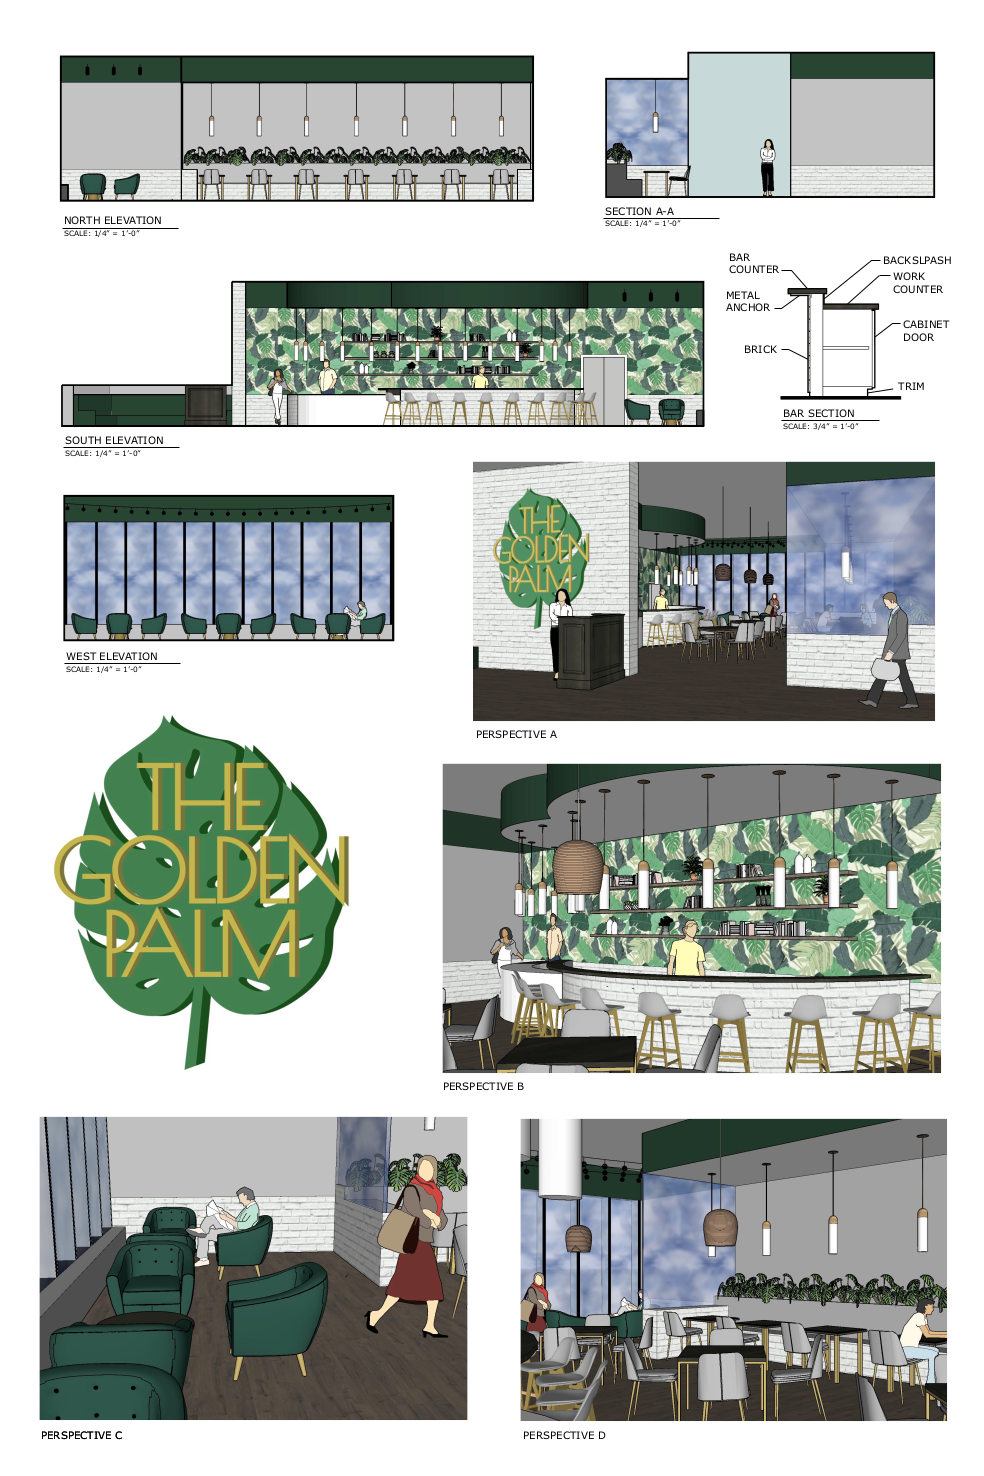 NORTH ELEVATION
SCALE: 1/4" = 1'-0"
SECTION A-A
SCALE: 1/4" = 1'-0"
BAR
COUNTER
METAL
ANCHOR
BRICK
BACKSLPASH
WORK
COUNTER
CABINET
DOOR
TRIM
BAR SECTION
SCALE: 3/4" = 1'-0"
SOUTH ELEVATION
SCALE: 1/4" = 1'-0"
WEST ELEVATION
SCALE: 1/4" = 1'-0"
THE
GOLDEN
PALM
PERSPECTIVE A
THE
GOLDEN
PALM
PERSPECTIVE B
PERSPECTIVE C
PERSPECTIVE D